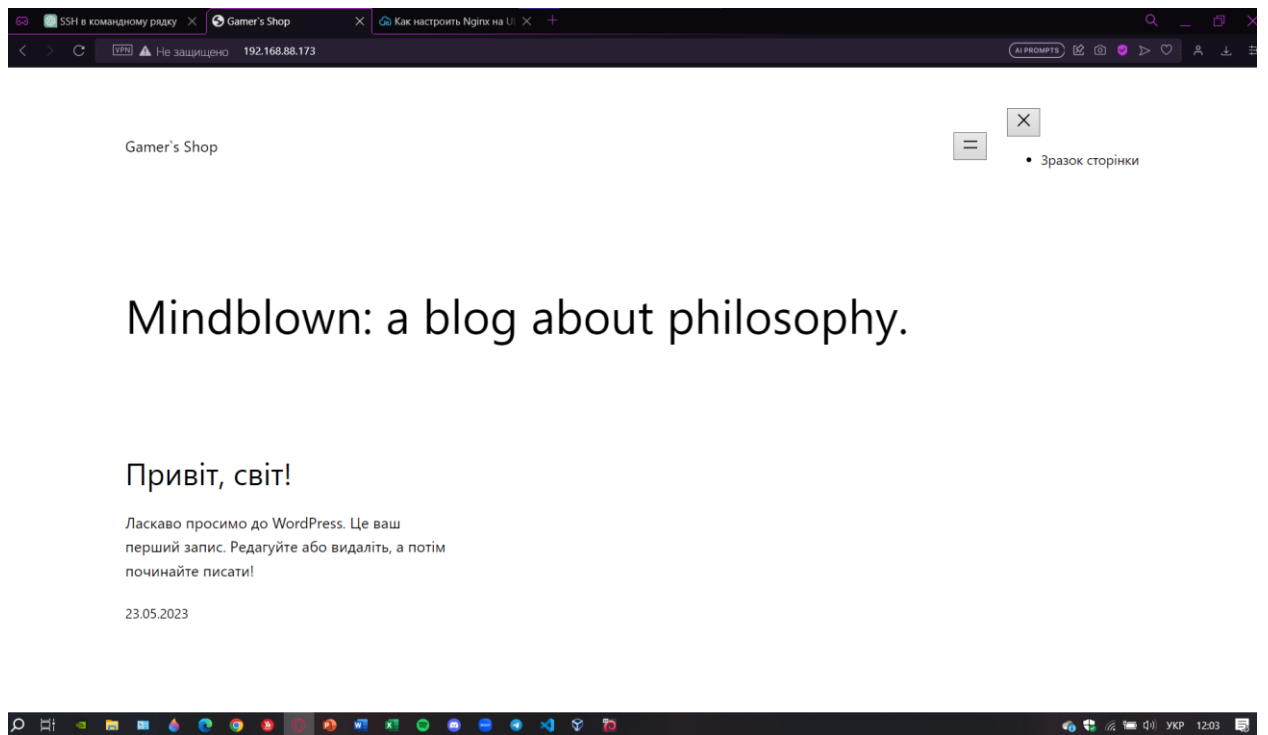 SSH в командному рядку
Gamer`s Shop
Как настроить Nginx на U
VPN
Не защищено
192.168.88.173
AI PROMPTS
Gamer`s Shop
Зразок сторінки
Mindblown: a blog about philosophy.
Привіт, світ!
Ласкаво просимо до WordPress. Це ваш
перший запис. Редагуйте або видаліть, а потім
починайте писати!
23.05.2023
УКР
12:03